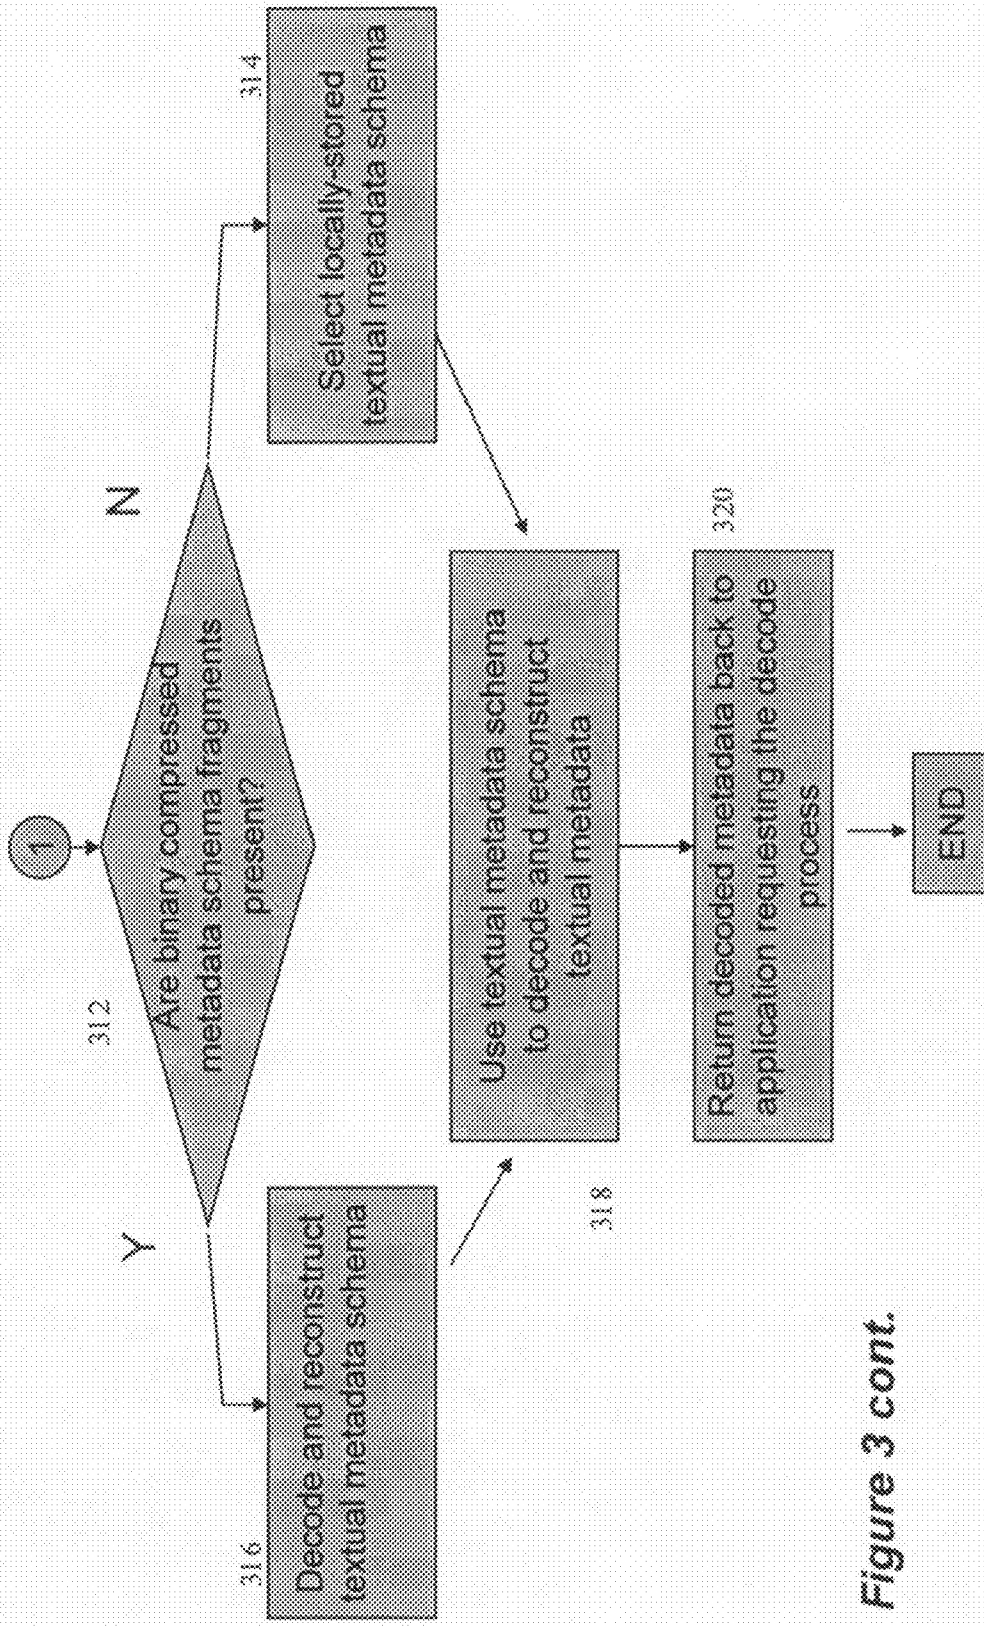 1
312
Are binary compressed
metadata schema fragments
present?
Y
N
316
Decode and reconstruct
textual metadata schema
314
Select locally-stored
textual metadata schema
Use textual metadata schema
to decode and reconstruct
textual metadata
318
320
Return decoded metadata back to
application requesting the decode
process
END
Figure 3 cont.